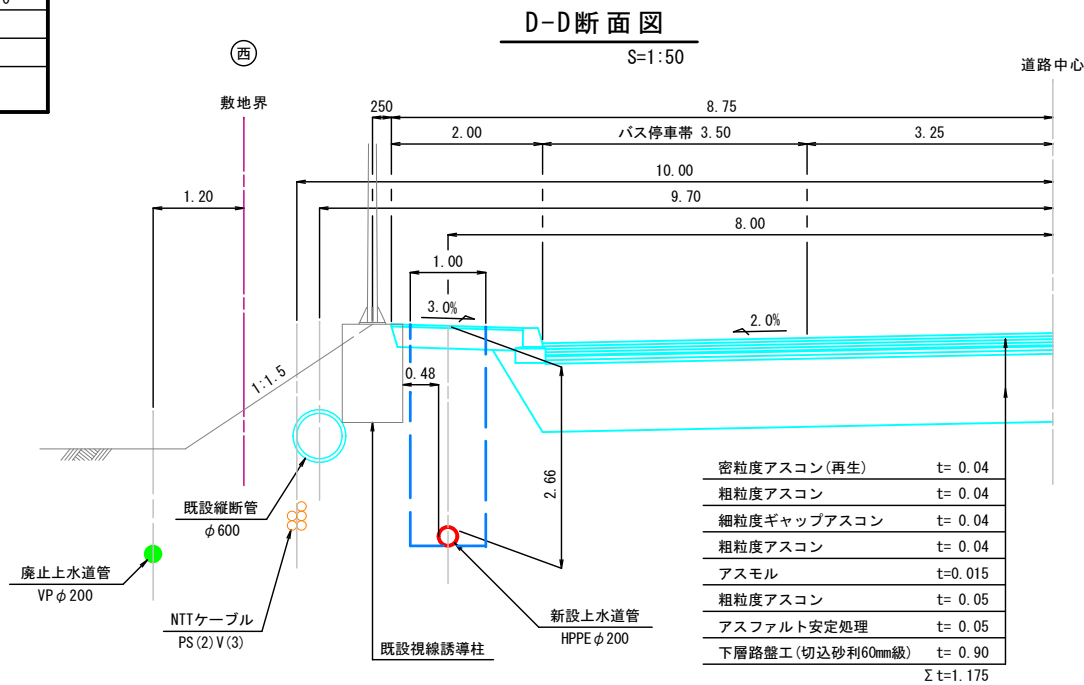 D-D断面図
S=1:50
西
敷地界
道路中心
250
8.75
2.00
バス停車帯 3.50
3.25
10.00
1.20
9.70
8.00
1.00
3.0%
2.0%
1:1.5
0.48
2.66
既設縦断管
φ600
廃止上水道管
VPφ200
NTTケーブル
PS(2)V(3)
既設視線誘導柱
新設上水道管
HPPEφ200
密粒度アスコン(再生) t= 0.04
粗粒度アスコン t= 0.04
細粒度ギャップアスコン t= 0.04
粗粒度アスコン t= 0.04
アスモル t=0.015
粗粒度アスコン t= 0.05
アスファルト安定処理 t= 0.05
下層路盤工(切込砂利60mm級) t= 0.90
Σt=1.175